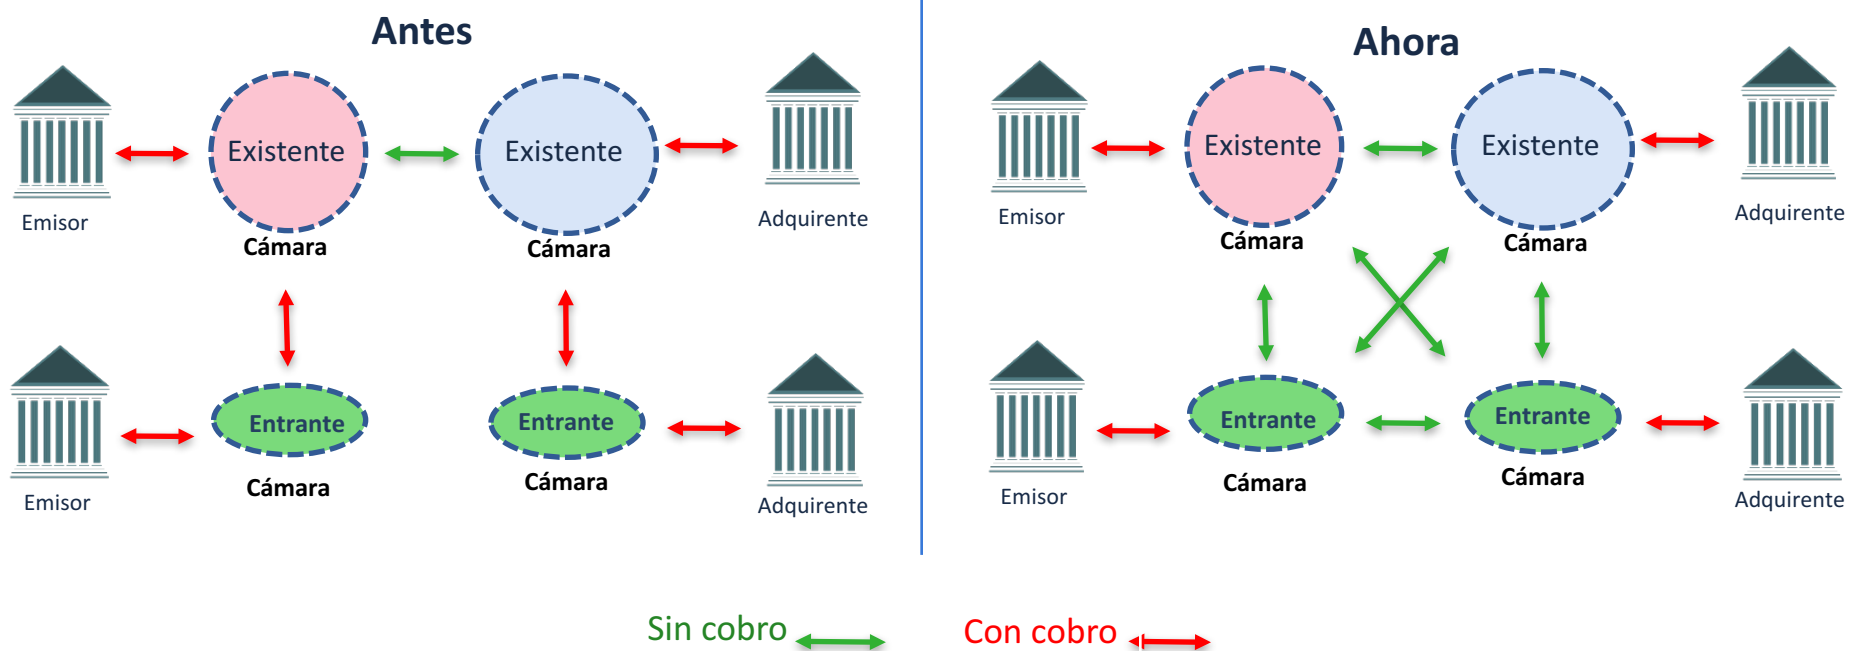 Antes
Existente
Existente
Emisor
Cámara
Cámara
Adquirente
Entrante
Entrante
Emisor
Cámara
Cámara
Adquirente
Ahora
Existente
Existente
Emisor
Cámara
Cámara
Adquirente
Entrante
Entrante
Emisor
Cámara
Cámara
Adquirente
Sin cobro
Con cobro